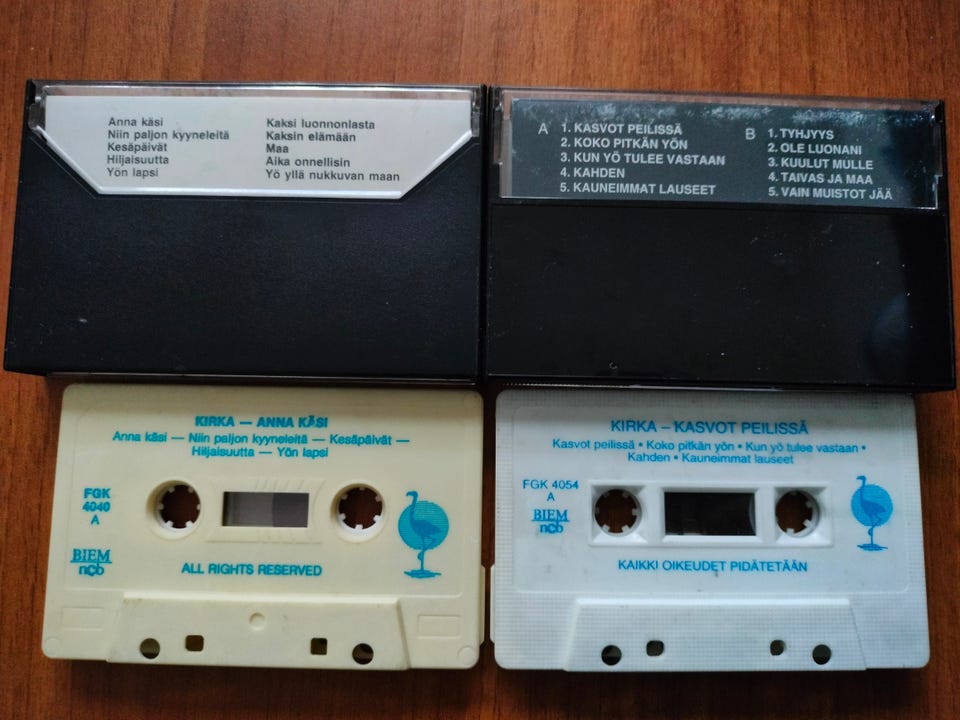 Anna käsi
Niin paljon kyyneleitä
Kesäpäivät
Hiljaisuutta
Yön lapsi
Kaksi luonnonlasta
Kaksin elämään
Maa
Aika onnellisin
Yö yllä nukkuvan maan
A
1. KASVOT PEILISSÄ
2. KOKO PITKÄN YÖN
3. KUN YÖ TULEE VASTAAN
4. KAHDEN
5. KAUNEIMMAT LAUSEET
B
1. TYHJYYS
2. OLE LUONANI
3. KUULUT MULLE
4. TAIVAS JA MAA
5. VAIN MUISTOT JÄÄ
KIRKA — ANNA KÄSI
Anna käsi — Niin paljon kyyneleitä — Kesäpäivät —
Hiljaisuutta — Yön lapsi
FGK
4040
A
BIEM
ncb
ALL RIGHTS RESERVED
KIRKA – KASVOT PEILISSÄ
Kasvot peilissä • Koko pitkän yön • Kun yö tulee vastaan •
Kahden • Kauneimmat lauseet
FGK 4054
A
BIEM
ncb
KAIKKI OIKEUDET PIDÄTETÄÄN